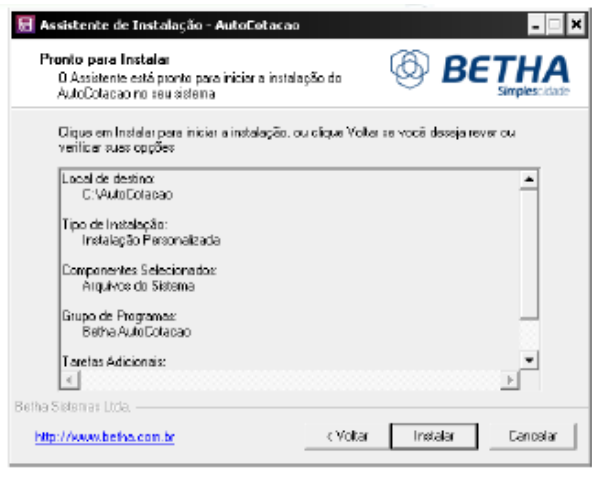 Assistente de Instalação - AutoCotacao
Pronto para Instalar
O Assistente está pronto para iniciar a instalação do
AutoCotacao no seu sistema
BETHA
Simplescidade
Clique em Instalar para iniciar a instalação, ou clique Voltar se você deseja rever ou
verificar suas opções
Local de destino:
C:\AutoCotacao
Tipo de Instalação:
Instalação Personalizada
Componentes Selecionados:
Arquivos do Sistema
Grupo de Programas:
Betha AutoCotacao
Tarefas Adicionais:
Betha Sistemas Ltda.
http://www.betha.com.br
< Voltar
Instalar
Cancelar